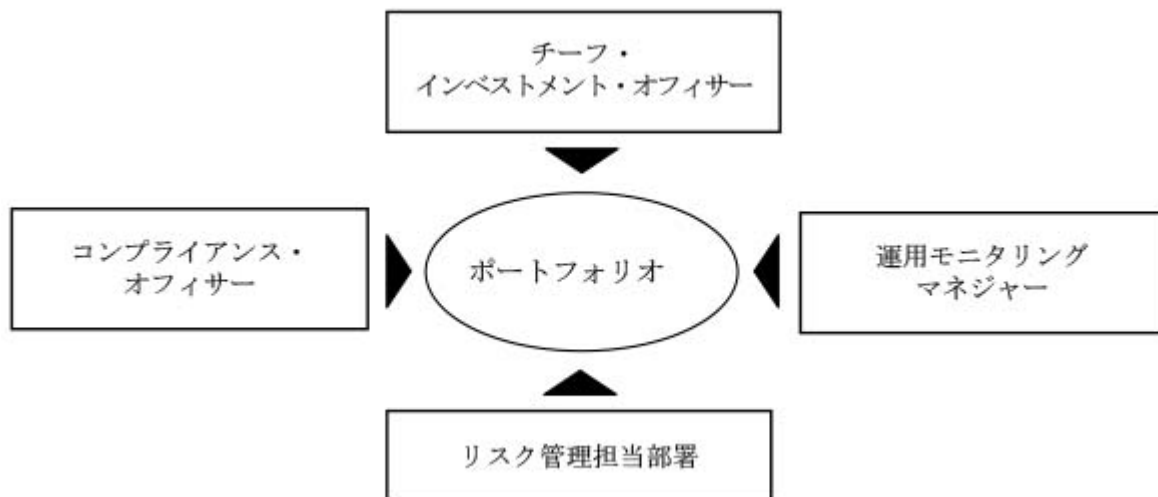 チーフ・
インベストメント・オフィサー
コンプライアンス・
オフィサー
ポートフォリオ
運用モニタリング
マネジャー
リスク管理担当部署